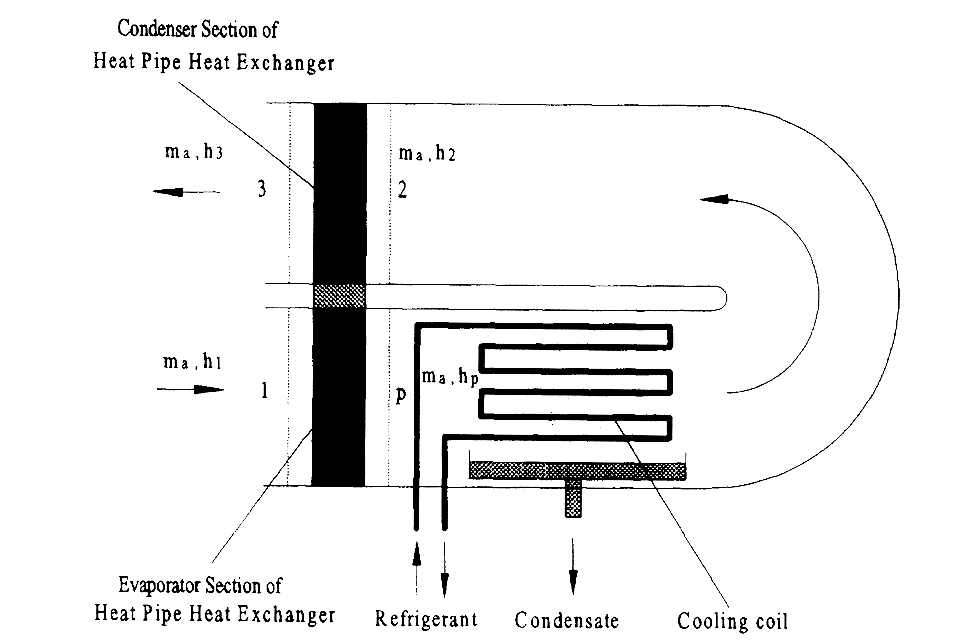 Condenser Section of
Heat Pipe Heat Exchanger
ma,h3
ma,h2
3
2
ma,h1
ma,hp
1
p
Evaporator Section of
Heat Pipe Heat Exchanger
Refrigerant
Condensate
Cooling coil